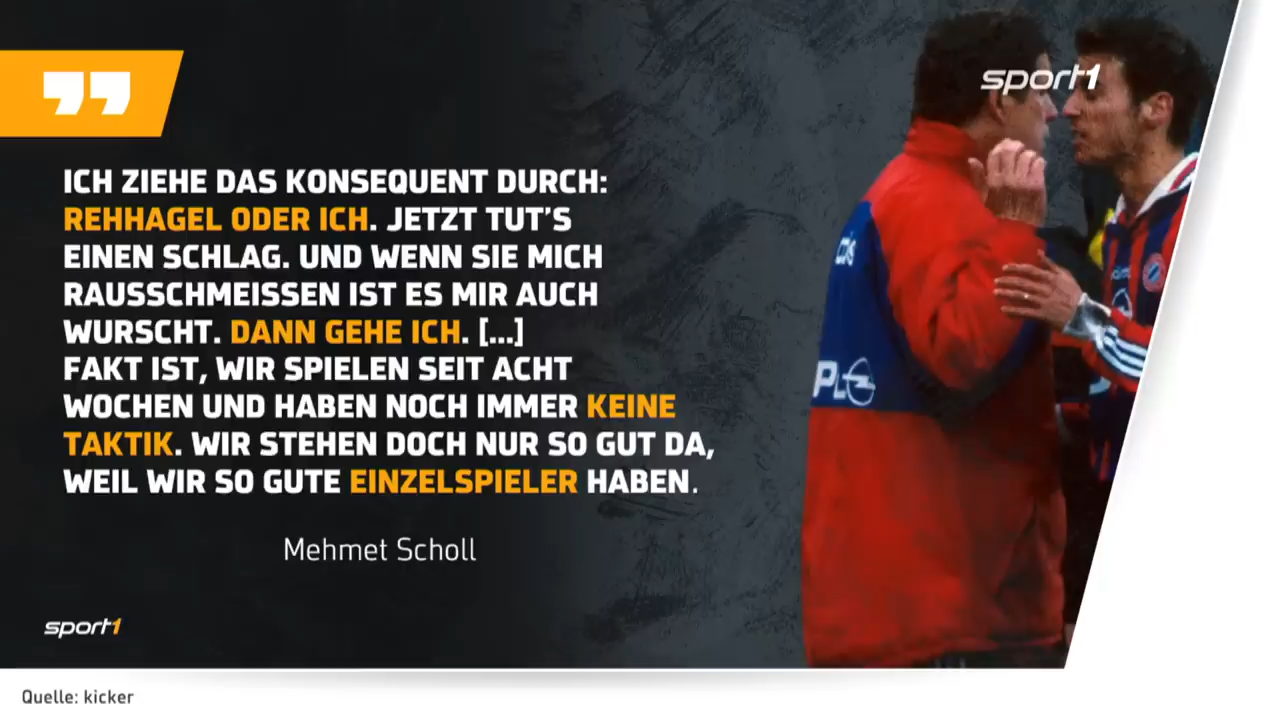 sport1
ICH ZIEHE DAS KONSEQUENT DURCH:
REHHAGEL ODER ICH. JETZT TUT'S
EINEN SCHLAG. UND WENN SIE MICH
RAUSSCHMEISSEN IST ES MIR AUCH
WURSCHT. DANN GEHE ICH. [...]
FAKT IST, WIR SPIELEN SEIT ACHT
WOCHEN UND HABEN NOCH IMMER KEINE
TAKTIK. WIR STEHEN DOCH NUR SO GUT DA,
WEIL WIR SO GUTE EINZELSPIELER HABEN.
Mehmet Scholl
sport1
Quelle: kicker